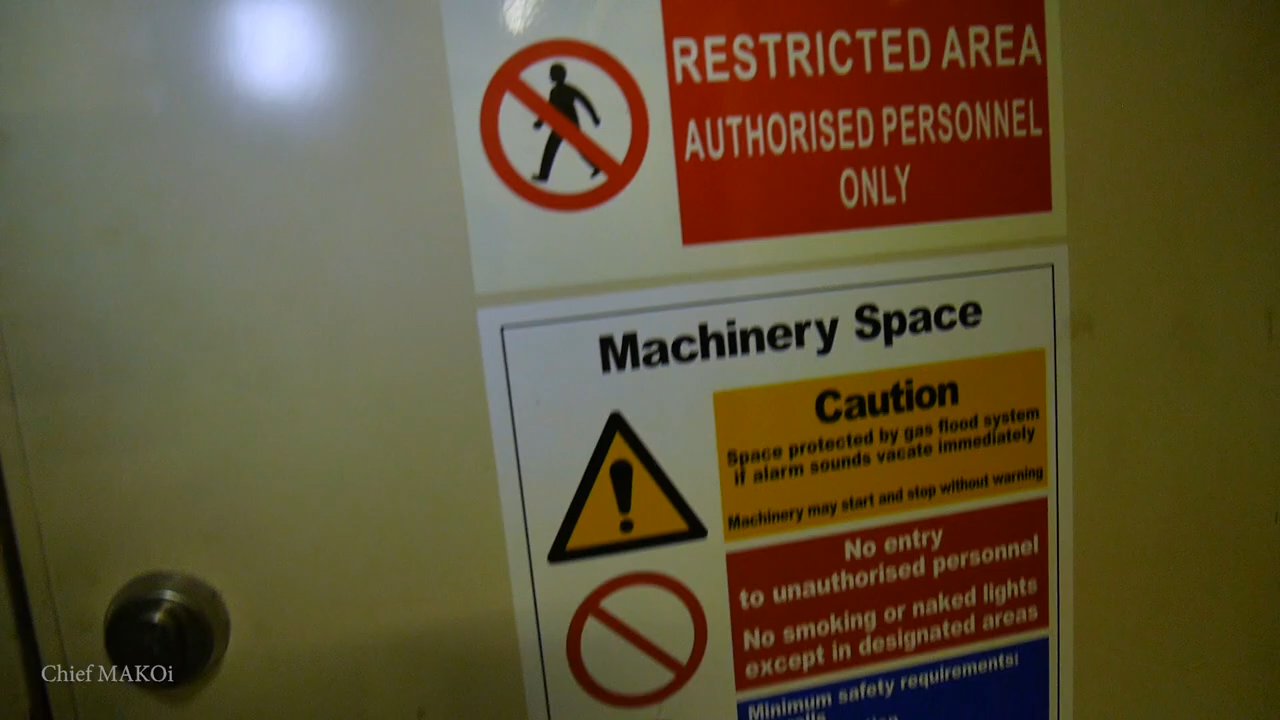 RESTRICTED AREA
AUTHORISED PERSONNEL
ONLY
Machinery Space
Caution
Space protected by gas flood system
if alarm sounds vacate immediately
Machinery may start and stop without warning
No entry
to unauthorised personnel
No smoking or naked lights
except in designated areas
Minimum safety requirements:
Chief MAKOi